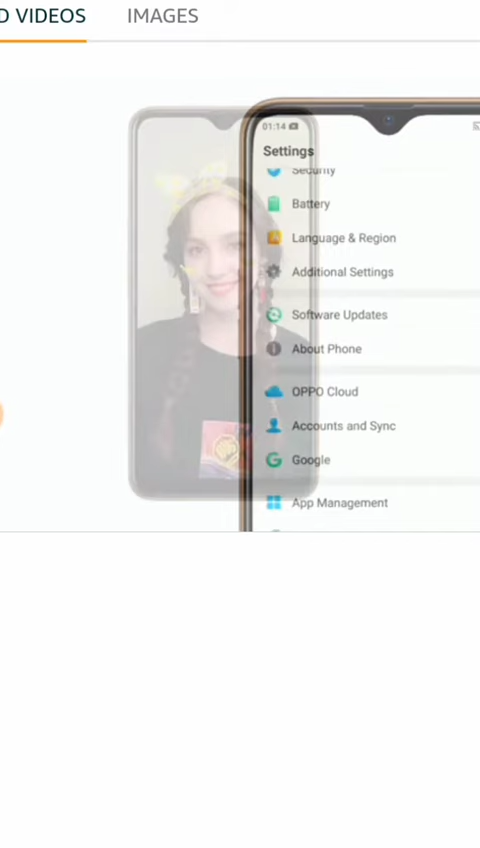 D VIDEOS
IMAGES
01:14
Settings
Security
Battery
Language & Region
Additional Settings
Software Updates
About Phone
OPPO Cloud
Accounts and Sync
Google
App Management